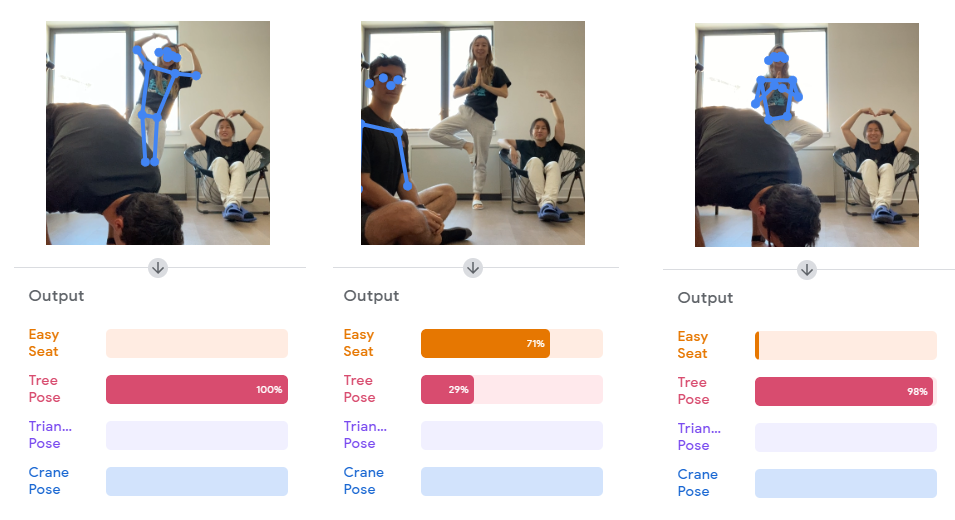 Output
Easy
Seat
Tree
Pose
100%
Trian...
Pose
Crane
Pose
Output
Easy
Seat
71%
Tree
Pose
29%
Trian...
Pose
Crane
Pose
Output
Easy
Seat
Tree
Pose
98%
Trian...
Pose
Crane
Pose